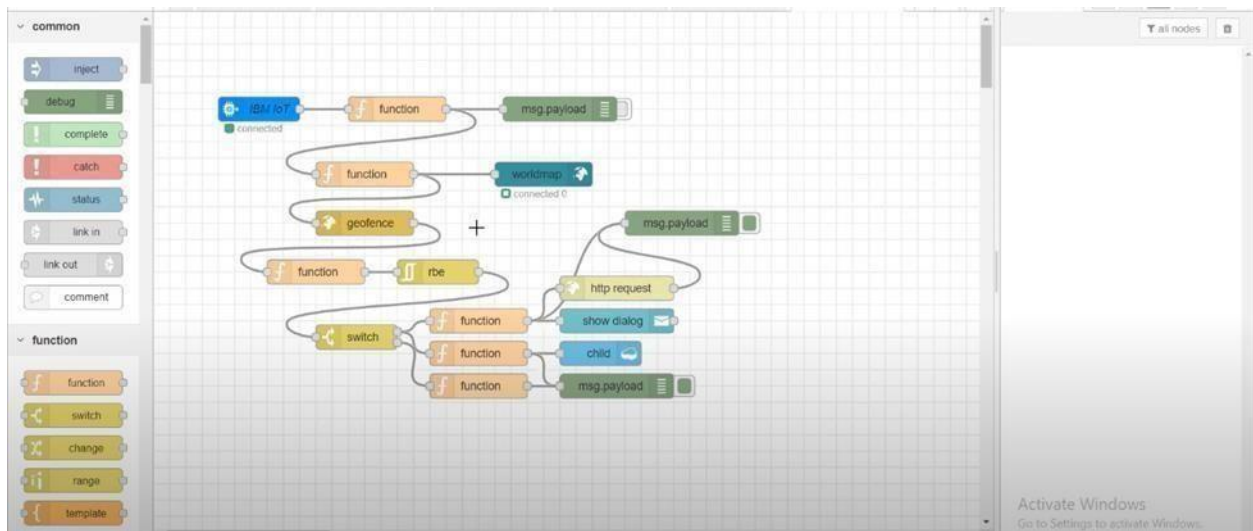 common
all nodes
inject
debug
complete
catch
status
link in
link out
comment
function
function
switch
change
range
template
IBM IoT
connected
function
msg.payload
function
worldmap
connected 0
geofence
msg.payload
function
rbe
http request
switch
function
show dialog
function
child
function
msg.payload
Activate Windows
Go to Settings to activate Windows.